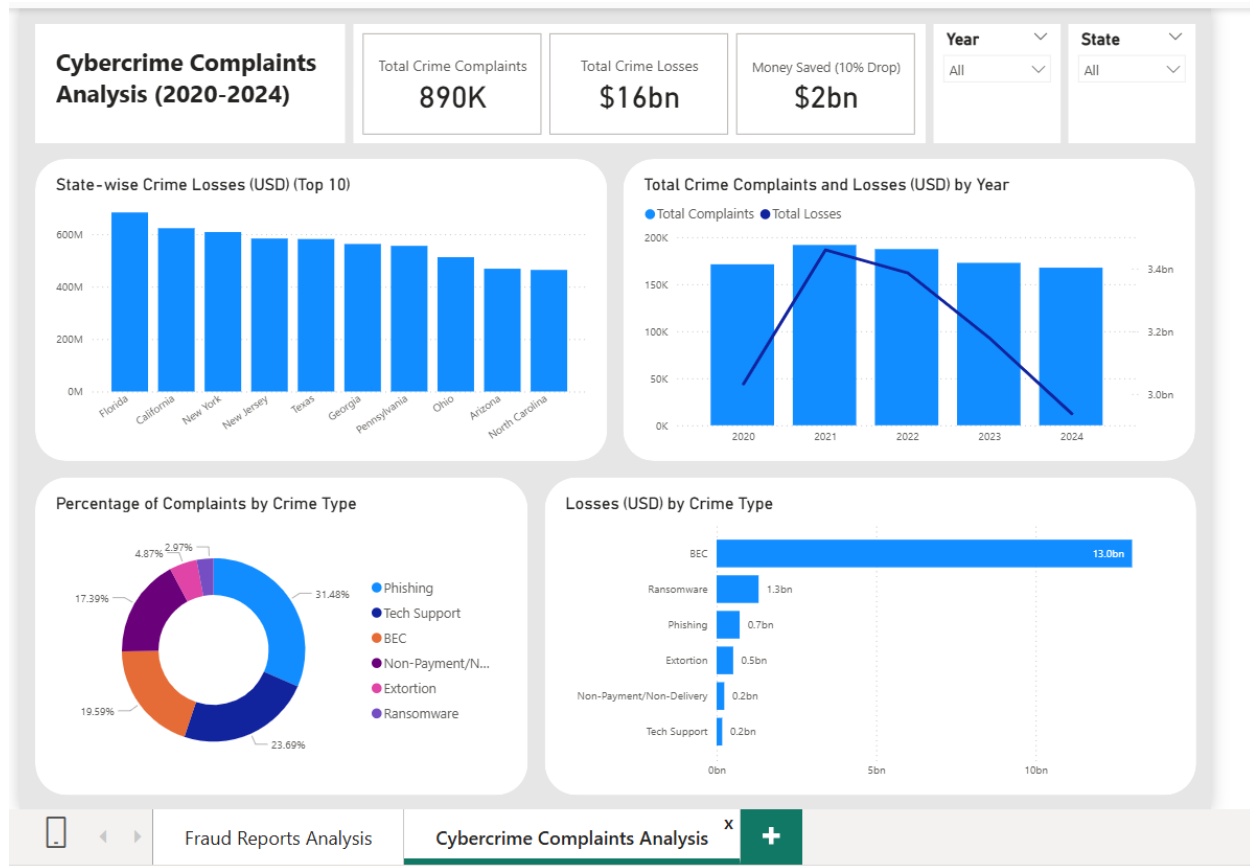 Cybercrime Complaints
Analysis (2020-2024)
Total Crime Complaints
890K
Total Crime Losses
$16bn
Money Saved (10% Drop)
$2bn
Year
All
State
All
State-wise Crime Losses (USD) (Top 10)
600M
400M
200M
0M
Florida
California
New York
New Jersey
Texas
Georgia
Pennsylvania
Ohio
Arizona
North Carolina
Total Crime Complaints and Losses (USD) by Year
Total Complaints
Total Losses
200K
150K
100K
50K
0K
3.4bn
3.2bn
3.0bn
2020
2021
2022
2023
2024
Percentage of Complaints by Crime Type
2.97%
4.87%
17.39%
31.48%
19.59%
23.69%
Phishing
Tech Support
BEC
Non-Payment/N...
Extortion
Ransomware
Losses (USD) by Crime Type
BEC
13.0bn
Ransomware
1.3bn
Phishing
0.7bn
Extortion
0.5bn
Non-Payment/Non-Delivery
0.2bn
Tech Support
0.2bn
0bn
5bn
10bn
Fraud Reports Analysis
Cybercrime Complaints Analysis
x
+